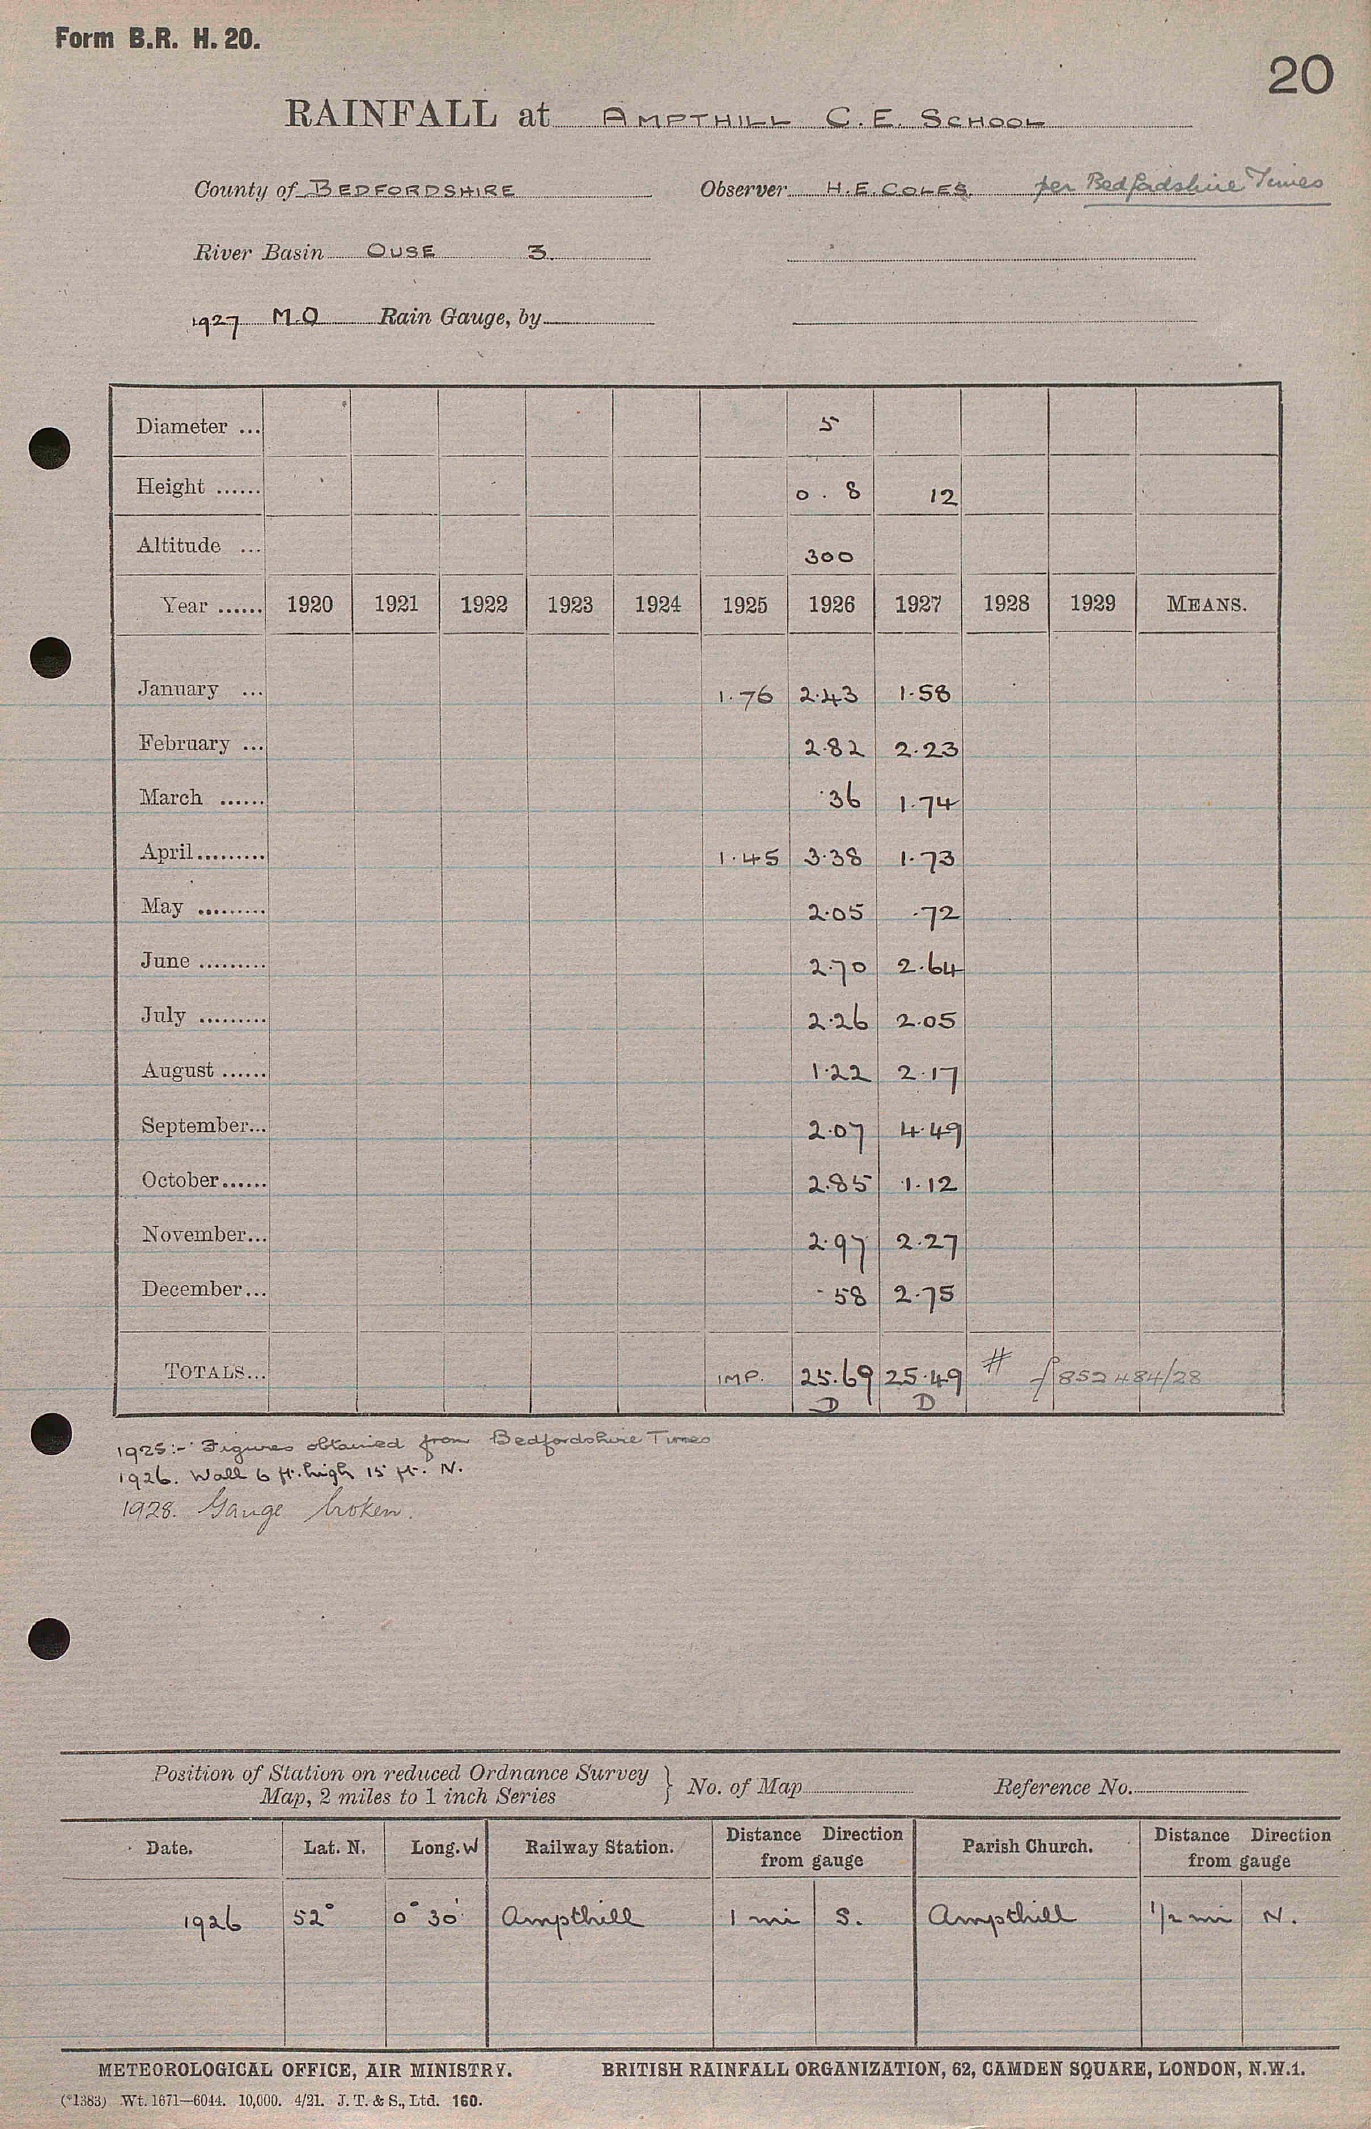 Form B.R. H. 20.
20
RAINFALL at AMPTHILL C.E. SCHOOL
County of BEDFORDSHIRE Observer H.E. COLES. per Bedfordshire Times
River Basin OUSE 3.
1927 M.O Rain Gauge, by
Diameter ... 5
Height ...... 0 . 8 12
Altitude ... 300
Year ...... 1920 1921 1922 1923 1924 1925 1926 1927 1928 1929 MEANS.
January ... 1.76 2.43 1.58
February ... 2.82 2.23
March ...... .36 1.74
April ......... 1.45 3.38 1.73
May ......... 2.05 .72
June ......... 2.70 2.64
July ......... 2.26 2.05
August ...... 1.22 2.17
September... 2.07 4.49
October...... 2.85 1.12
November... 2.97 2.27
December... .58 2.75
TOTALS... IMP. 25.69 25.49 # f 852484/28
D D
1925:- Figures obtained from Bedfordshire Times
1926. Wall 6 ft. high 15 ft. N.
1928. Gauge broken.
Position of Station on reduced Ordnance Survey
Map, 2 miles to 1 inch Series } No. of Map Reference No.
Date. Lat. N. Long. W Railway Station. Distance Direction from gauge Parish Church. Distance Direction from gauge
1926 52° 0° 30' Ampthill 1 mi S. Ampthill 1/2 mi N.
METEOROLOGICAL OFFICE, AIR MINISTRY. BRITISH RAINFALL ORGANIZATION, 62, CAMDEN SQUARE, LONDON, N.W.1.
(*1383) Wt. 1671—6044. 10,000. 4/21. J. T. & S., Ltd. 160.